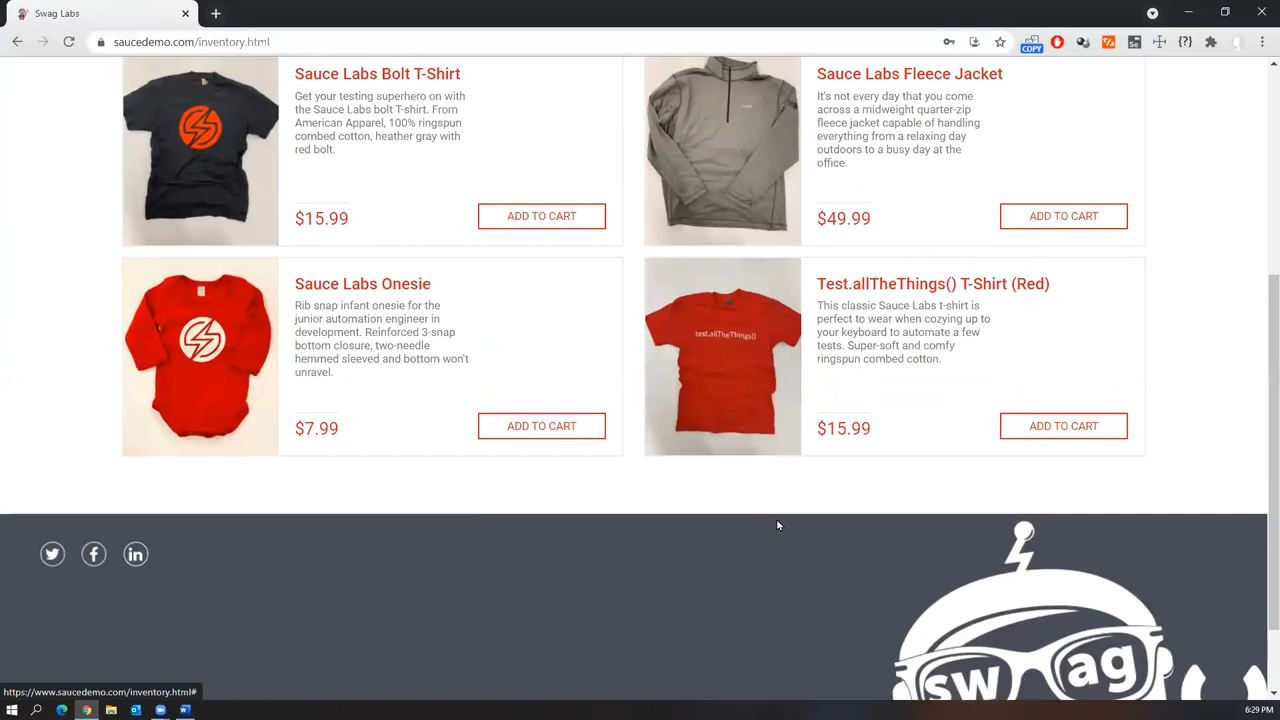 Swag Labs
saucedemo.com/inventory.html
COPY
Se
{?}
Sauce Labs Bolt T-Shirt
Get your testing superhero on with
the Sauce Labs bolt T-shirt. From
American Apparel, 100% ringspun
combed cotton, heather gray with
red bolt.
$15.99
ADD TO CART
Sauce Labs Fleece Jacket
It's not every day that you come
across a midweight quarter-zip
fleece jacket capable of handling
everything from a relaxing day
outdoors to a busy day at the
office.
$49.99
ADD TO CART
Sauce Labs Onesie
Rib snap infant onesie for the
junior automation engineer in
development. Reinforced 3-snap
bottom closure, two-needle
hemmed sleeved and bottom won't
unravel.
$7.99
ADD TO CART
test.allTheThings()
Test.allTheThings() T-Shirt (Red)
This classic Sauce Labs t-shirt is
perfect to wear when cozying up to
your keyboard to automate a few
tests. Super-soft and comfy
ringspun combed cotton.
$15.99
ADD TO CART
in
sw ag
https://www.saucedemo.com/inventory.html#
6:29 PM